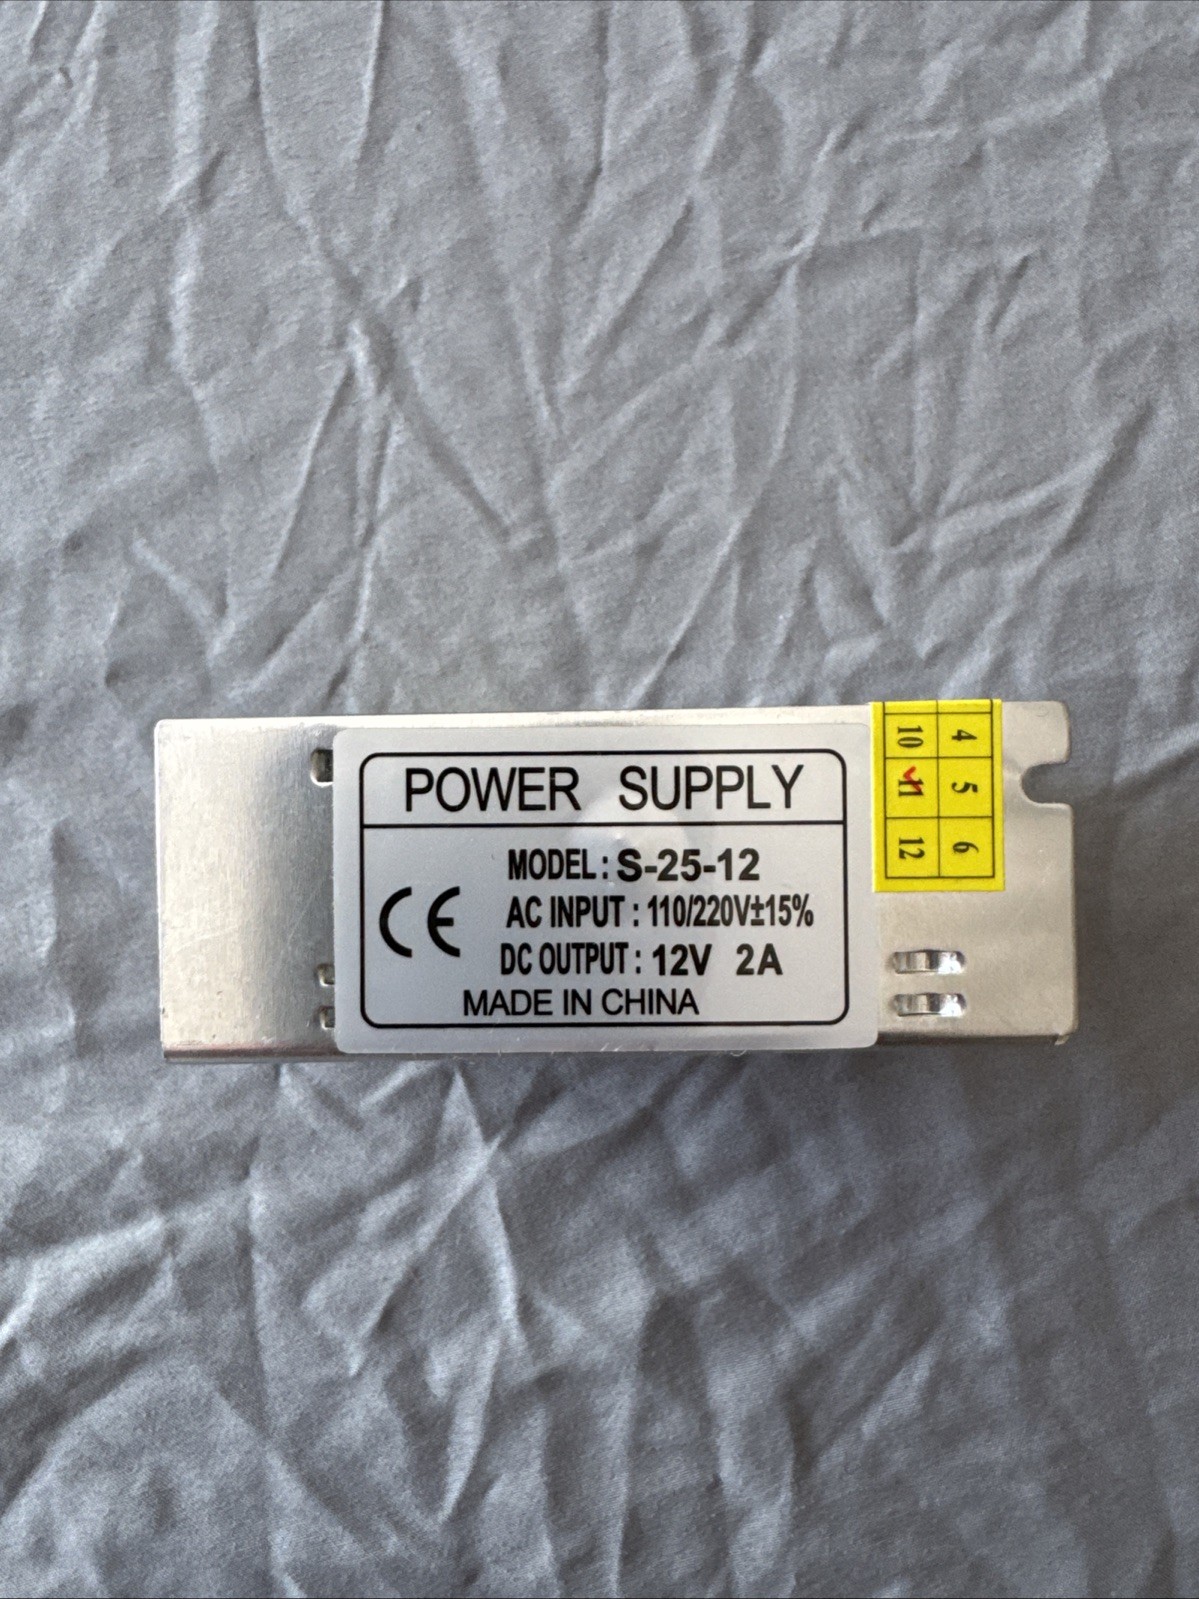 POWER SUPPLY
MODEL: S-25-12
CE
AC INPUT : 110/220V±15%
DC OUTPUT : 12V 2A
MADE IN CHINA
4 5 6
10 11 12